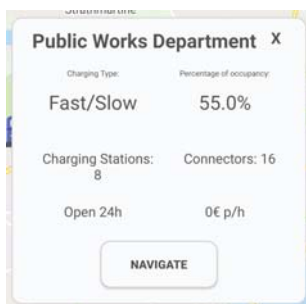 Strathmartine
Public Works Department X
Charging Type: Percentage of occupancy:
Fast/Slow 55.0%
Charging Stations: Connectors: 16
8
Open 24h 0€ p/h
NAVIGATE